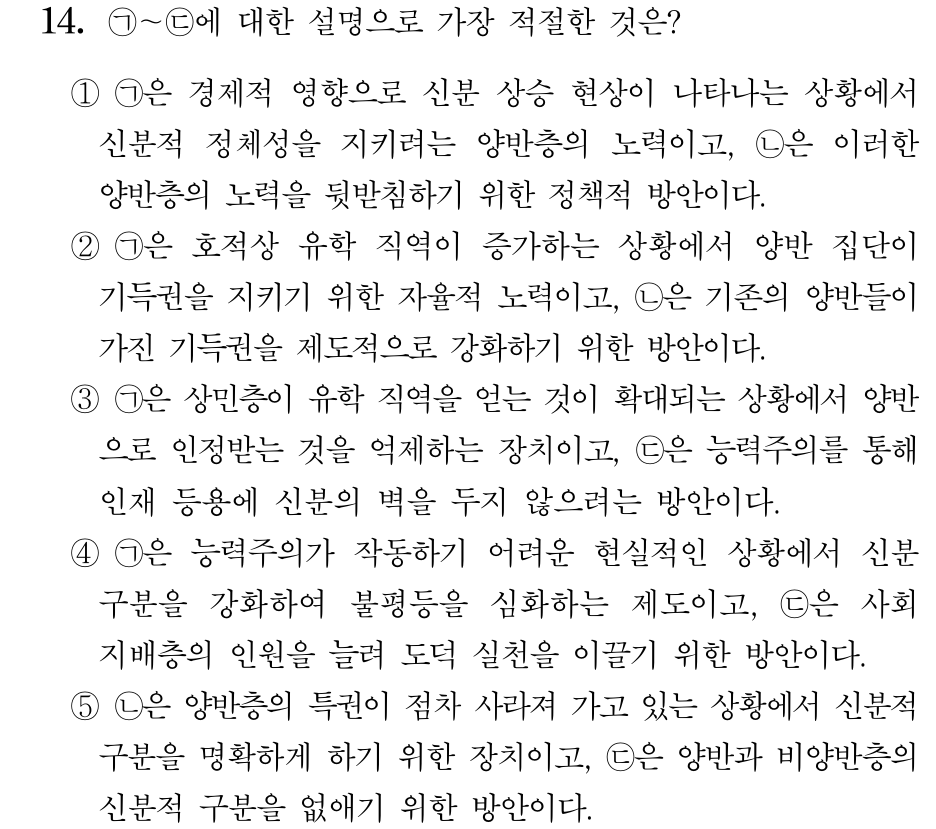 14. ㉠~㉢에 대한 설명으로 가장 적절한 것은?
① ㉠은 경제적 영향으로 신분 상승 현상이 나타나는 상황에서
신분적 정체성을 지키려는 양반층의 노력이고, ㉡은 이러한
양반층의 노력을 뒷받침하기 위한 정책적 방안이다.
② ㉠은 호적상 유학 직역이 증가하는 상황에서 양반 집단이
기득권을 지키기 위한 자율적 노력이고, ㉡은 기존의 양반들이
가진 기득권을 제도적으로 강화하기 위한 방안이다.
③ ㉠은 상민층이 유학 직역을 얻는 것이 확대되는 상황에서 양반
으로 인정받는 것을 억제하는 장치이고, ㉢은 능력주의를 통해
인재 등용에 신분의 벽을 두지 않으려는 방안이다.
④ ㉠은 능력주의가 작동하기 어려운 현실적인 상황에서 신분
구분을 강화하여 불평등을 심화하는 제도이고, ㉢은 사회
지배층의 인원을 늘려 도덕 실천을 이끌기 위한 방안이다.
⑤ ㉡은 양반층의 특권이 점차 사라져 가고 있는 상황에서 신분적
구분을 명확하게 하기 위한 장치이고, ㉢은 양반과 비양반층의
신분적 구분을 없애기 위한 방안이다.